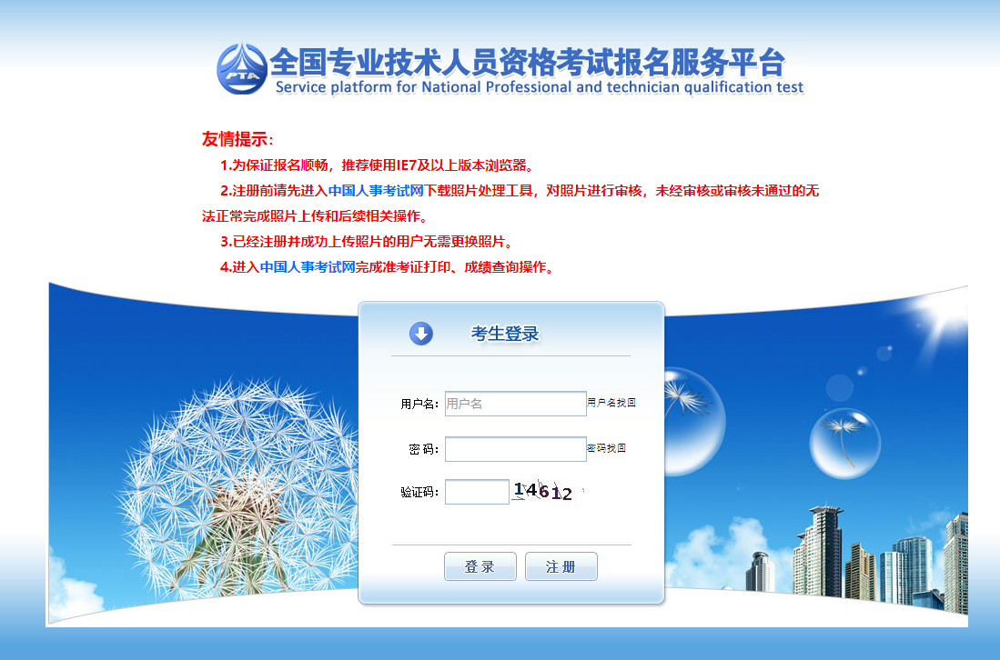 PTA
全国专业技术人员资格考试报名服务平台
Service platform for National Professional and technician qualification test
友情提示：
1.为保证报名顺畅，推荐使用IE7及以上版本浏览器。
2.注册前请先进入中国人事考试网下载照片处理工具，对照片进行审核，未经审核或审核未通过的无
法正常完成照片上传和后续相关操作。
3.已经注册并成功上传照片的用户无需更换照片。
4.进入中国人事考试网完成准考证打印、成绩查询操作。
考生登录
用户名： 用户名 用户名找回
密 码： 密码找回
验证码： 14612
登 录 注 册